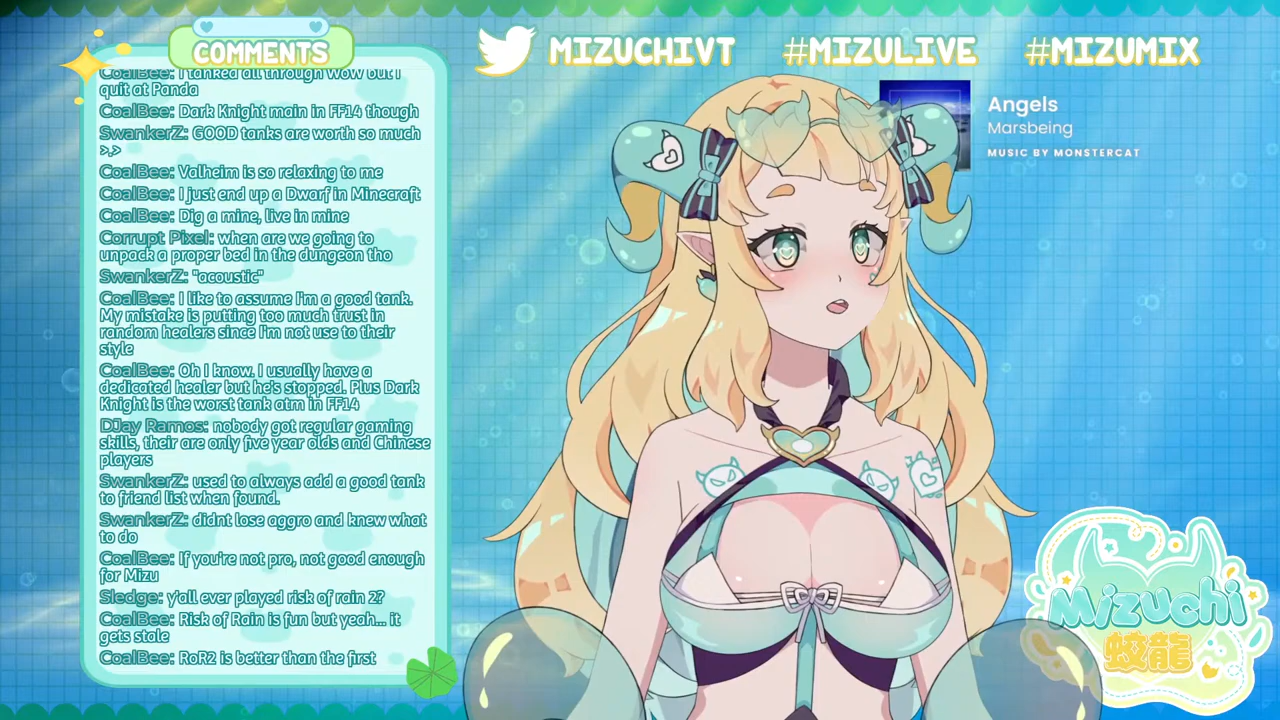 COMMENTS
MIZUCHIVT
#MIZULIVE
#MIZUMIX
Angels
Marsbeing
MUSIC BY MONSTERCAT
CoalBee: I tanked all through wow but I
quit at Panda
CoalBee: Dark Knight main in FF14 though
SwankerZ: GOOD tanks are worth so much
>,>
CoalBee: Valheim is so relaxing to me
CoalBee: I just end up a Dwarf in Minecraft
CoalBee: Dig a mine, live in mine
Corrupt Pixel: when are we going to
unpack a proper bed in the dungeon tho
SwankerZ: "acoustic"
CoalBee: I like to assume I'm a good tank.
My mistake is putting too much trust in
random healers since I'm not use to their
style
CoalBee: Oh I know. I usually have a
dedicated healer but he's stopped. Plus Dark
Knight is the worst tank atm in FF14
DJay Ramos: nobody got regular gaming
skills, their are only five year olds and Chinese
players
SwankerZ: used to always add a good tank
to friend list when found.
SwankerZ: didnt lose aggro and knew what
to do
CoalBee: If you're not pro, not good enough
for Mizu
Sledge: y'all ever played risk of rain 2?
CoalBee: Risk of Rain is fun but yeah... it
gets stale
CoalBee: RoR2 is better than the first
Mizuchi
蛟龍